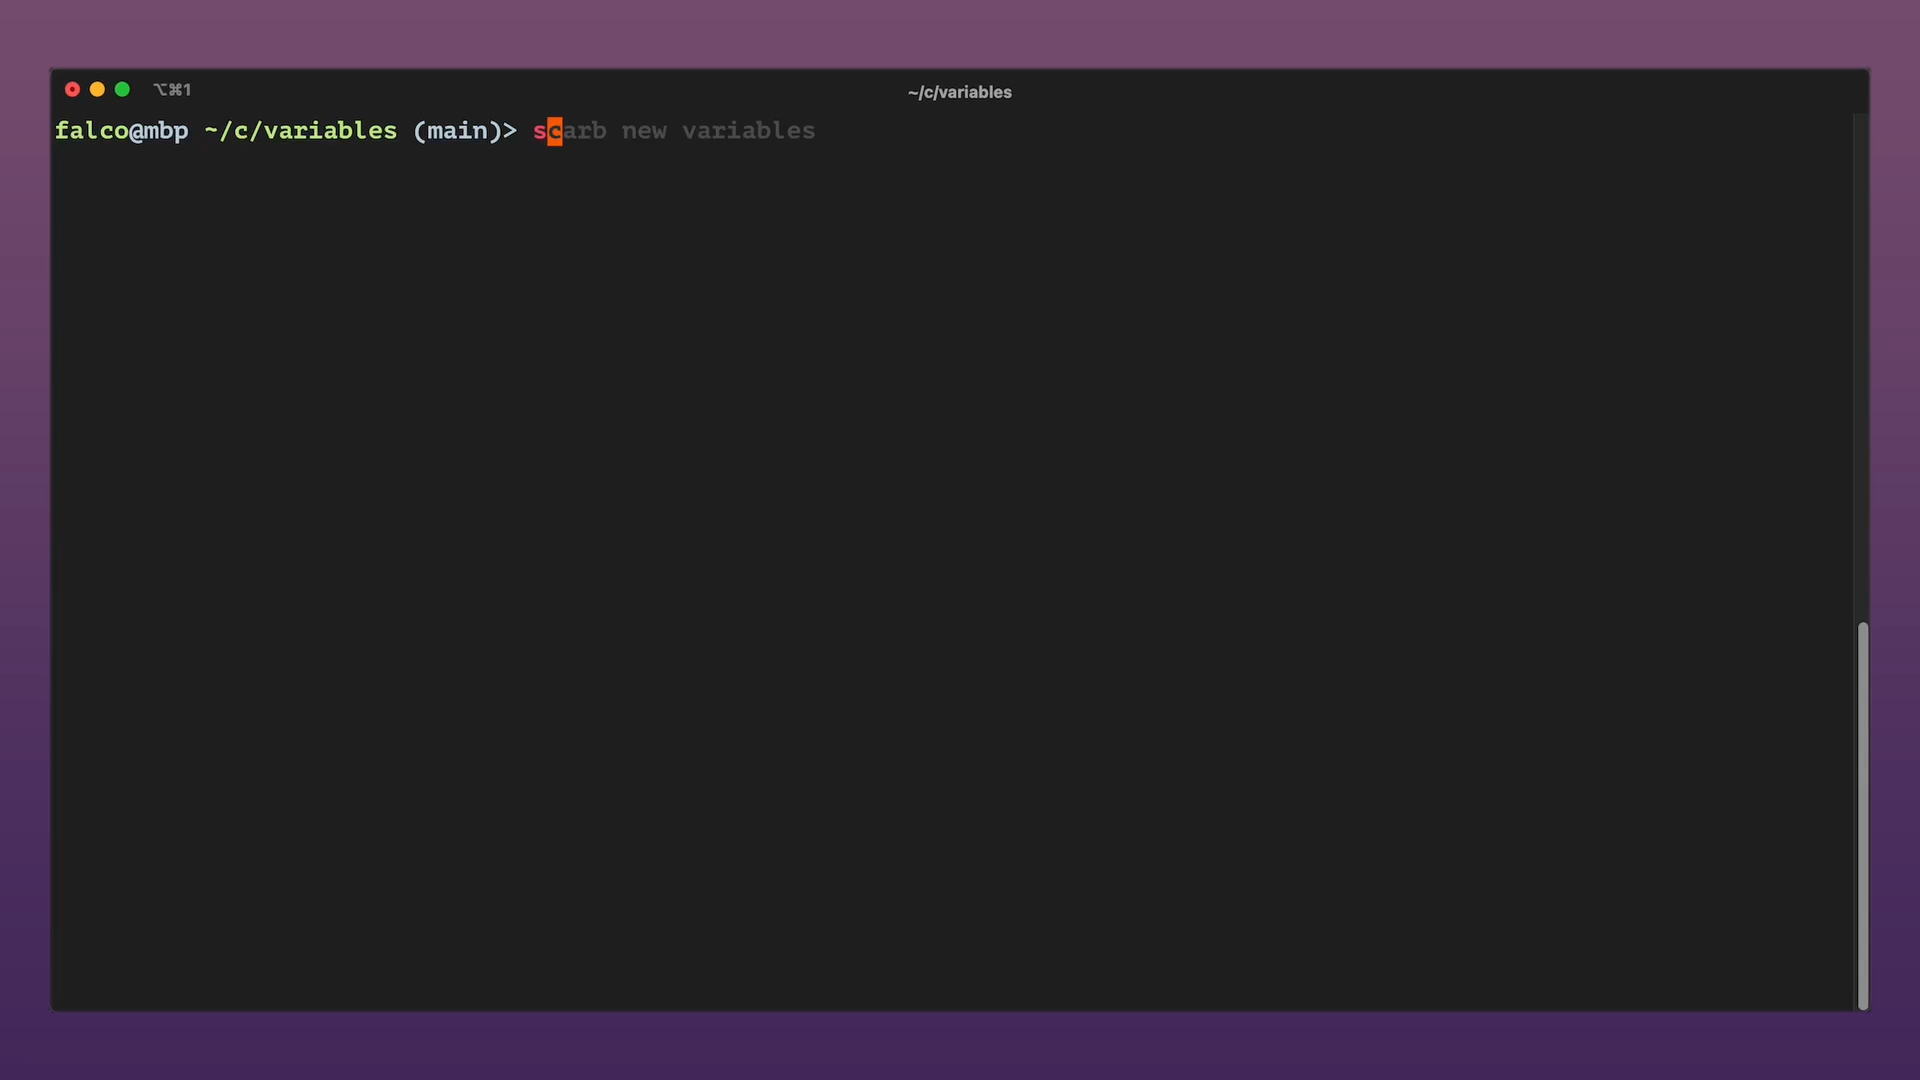 ⌥⌘1
~/c/variables
falco@mbp ~/c/variables (main)> scarb new variables